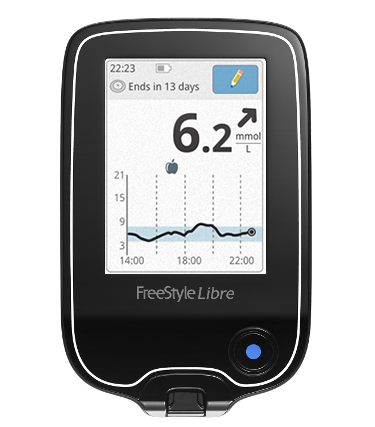 22:23
Ends in 13 days
6.2
mmol
L
21
15
9
3
14:00 18:00 22:00
FreeStyle Libre